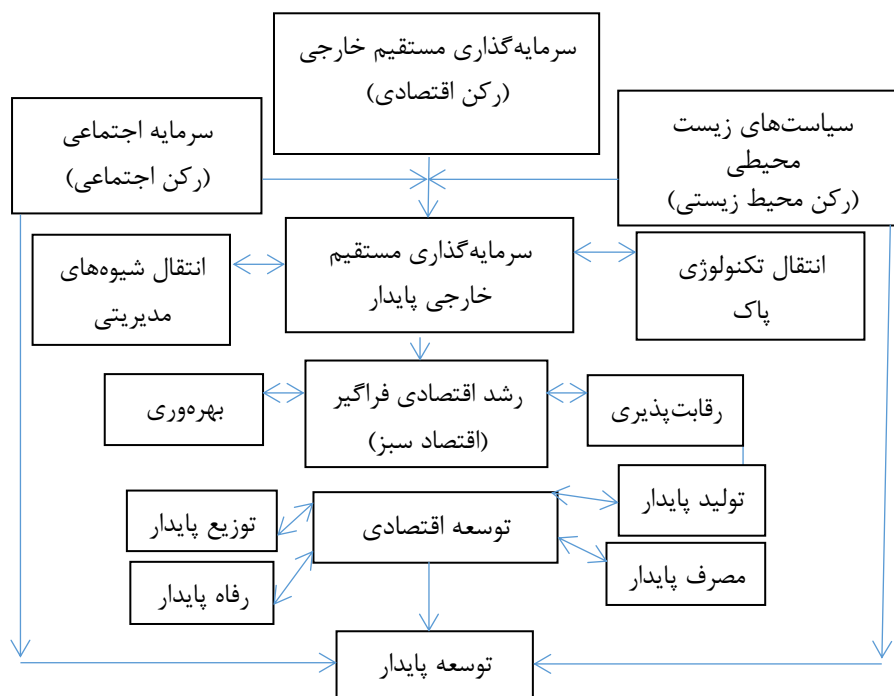 سرمایه‌گذاری مستقیم خارجی
(رکن اقتصادی)
سیاست‌های زیست
محیطی
(رکن محیط زیستی)
سرمایه اجتماعی
(رکن اجتماعی)
سرمایه‌گذاری مستقیم
خارجی پایدار
انتقال تکنولوژی
پاک
انتقال شیوه‌های
مدیریتی
رشد اقتصادی فراگیر
(اقتصاد سبز)
رقابت‌پذیری
بهره‌وری
تولید پایدار
توسعه اقتصادی
توزیع پایدار
مصرف پایدار
رفاه پایدار
توسعه پایدار